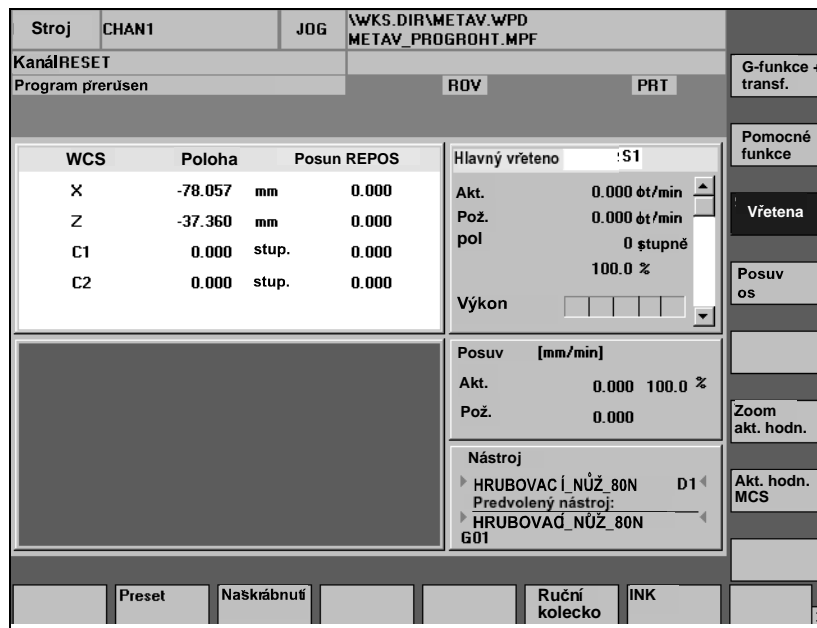 Stroj CHAN1 JOG \WKS.DIR\METAV.WPD
METAV_PROGROHT.MPF
Kanál RESET
Program přerušen ROV PRT
WCS Poloha Posun REPOS
X -78.057 mm 0.000
Z -37.360 mm 0.000
C1 0.000 stup. 0.000
C2 0.000 stup. 0.000
Hlavný vřeteno S1
Akt. 0.000 ot/min
Pož. 0.000 ot/min
pol 0 stupně
100.0 %
Výkon
Posuv [mm/min]
Akt. 0.000 100.0 %
Pož. 0.000
Nástroj
HRUBOVACÍ_NŮŽ_80N D1
Predvolený nástroj:
HRUBOVACÍ_NŮŽ_80N
G01
G-funkce +
transf.
Pomocné
funkce
Vřetena
Posuv
os
Zoom
akt. hodn.
Akt. hodn.
MCS
Preset
Naškrábnutí
Ruční
kolecko
INK